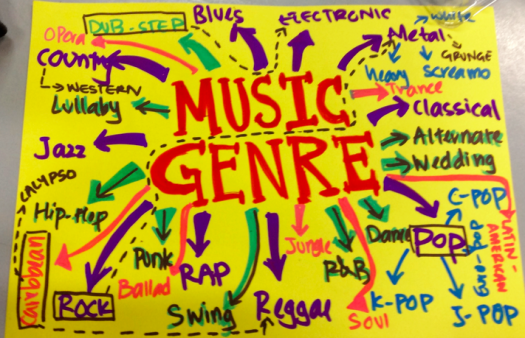 Blues
ELECTRONIC
White
DUB-STEP
Opera
Metal
GRUNGE
Country
heavy
screamo
WESTERN
Trance
Lullaby
MUSIC
Classical
Alternate
Jazz
GENRE
Wedding
CALYPSO
C-POP
Hip-Hop
LATIN-AMERICAN
Caribbean
Punk
Jungle
Dance
POP
EURO-POP
Ballad
RAP
R&B
ROCK
Swing
Reggae
Soul
K-POP
J-POP